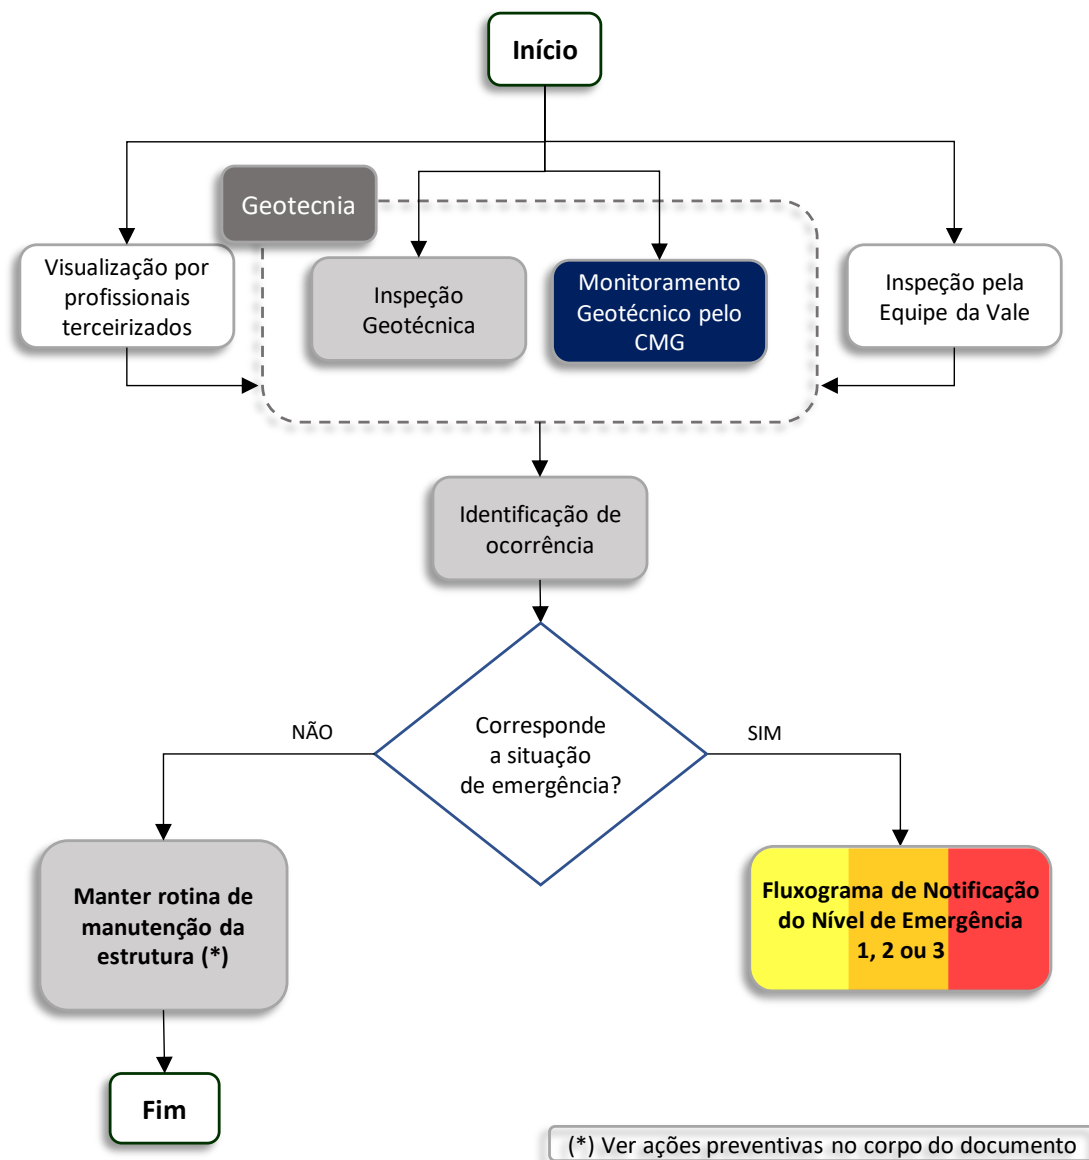 Início
Geotecnia
Visualização por
profissionais
terceirizados
Inspeção
Geotécnica
Monitoramento
Geotécnico pelo
CMG
Inspeção pela
Equipe da Vale
Identificação de
ocorrência
Corresponde
a situação
de emergência?
NÃO
SIM
Manter rotina de
manutenção da
estrutura (*)
Fluxograma de Notificação
do Nível de Emergência
1, 2 ou 3
Fim
(*) Ver ações preventivas no corpo do documento